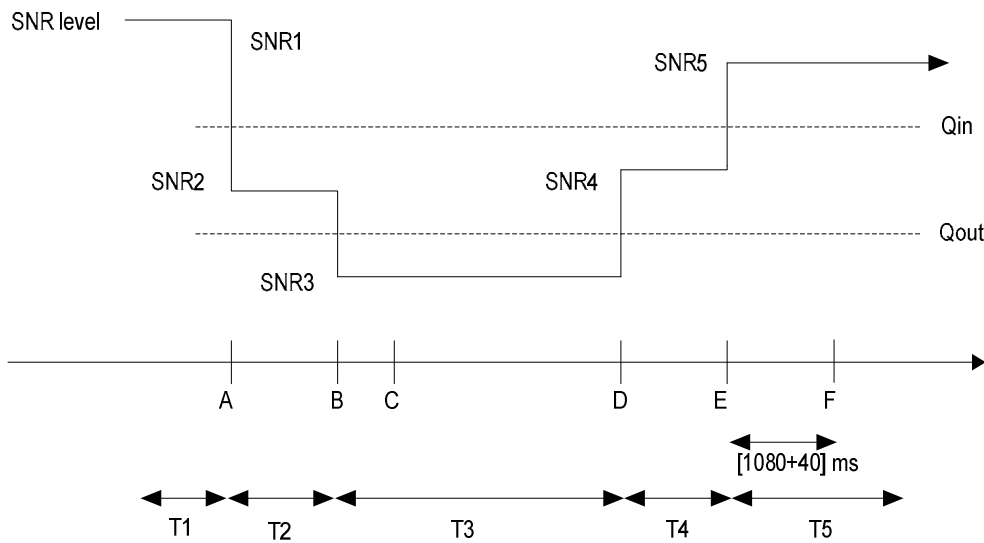 SNR level
SNR1
SNR5
Qin
SNR2
SNR4
Qout
SNR3
A B C D E F
[1080+40] ms
T1 T2 T3 T4 T5